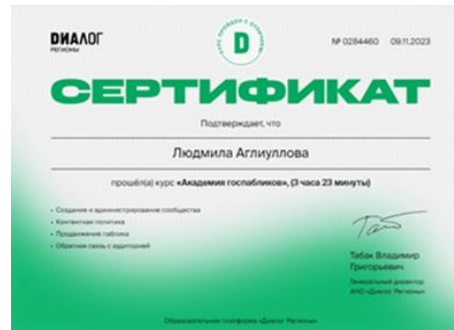 DИАЛОГ
РЕГИОНЫ
D
№ 0284460 09.11.2023
СЕРТИФИКАТ
Подтверждает, что
Людмила Аглиуллова
прошёл(а) курс «Академия госпабликов», (3 часа 23 минуты)
• Создание и администрирование сообщества
• Контентная политика
• Продвижение паблика
• Обратная связь с аудиторией
Табак Владимир
Григорьевич
Генеральный директор
АНО «Диалог Регионы»
Образовательная платформа «Диалог Регионы»